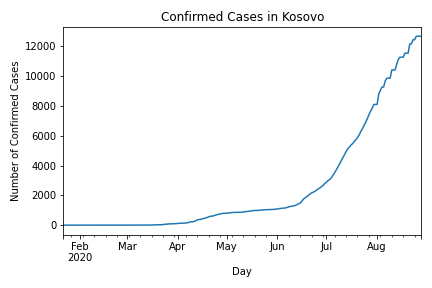 Confirmed Cases in Kosovo
12000
10000
8000
6000
4000
2000
0
Number of Confirmed Cases
Feb Mar Apr May Jun Jul Aug
2020
Day